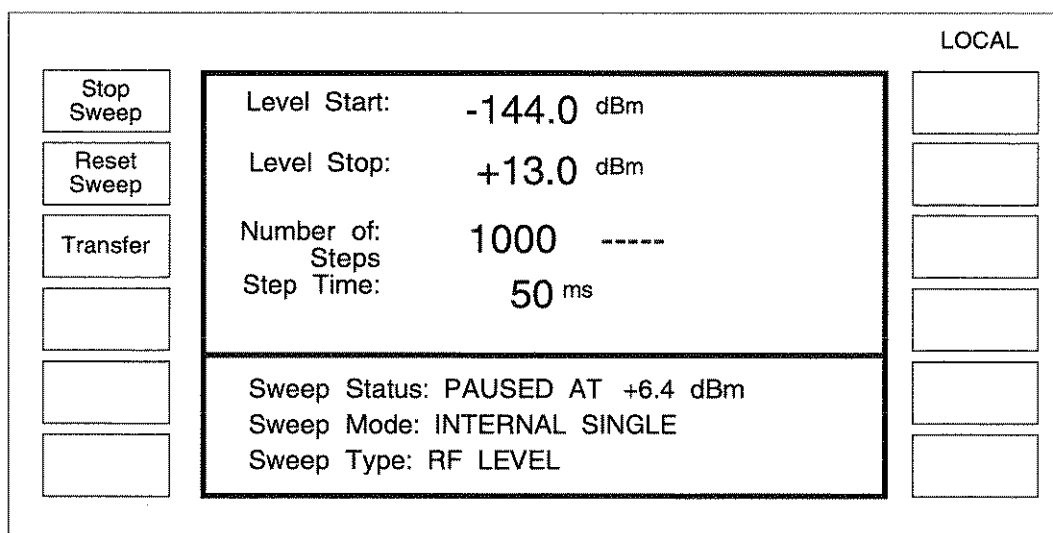 LOCAL
Stop
Sweep
Reset
Sweep
Transfer
Level Start: -144.0 dBm
Level Stop: +13.0 dBm
Number of: 1000 -----
Steps
Step Time: 50 ms
Sweep Status: PAUSED AT +6.4 dBm
Sweep Mode: INTERNAL SINGLE
Sweep Type: RF LEVEL